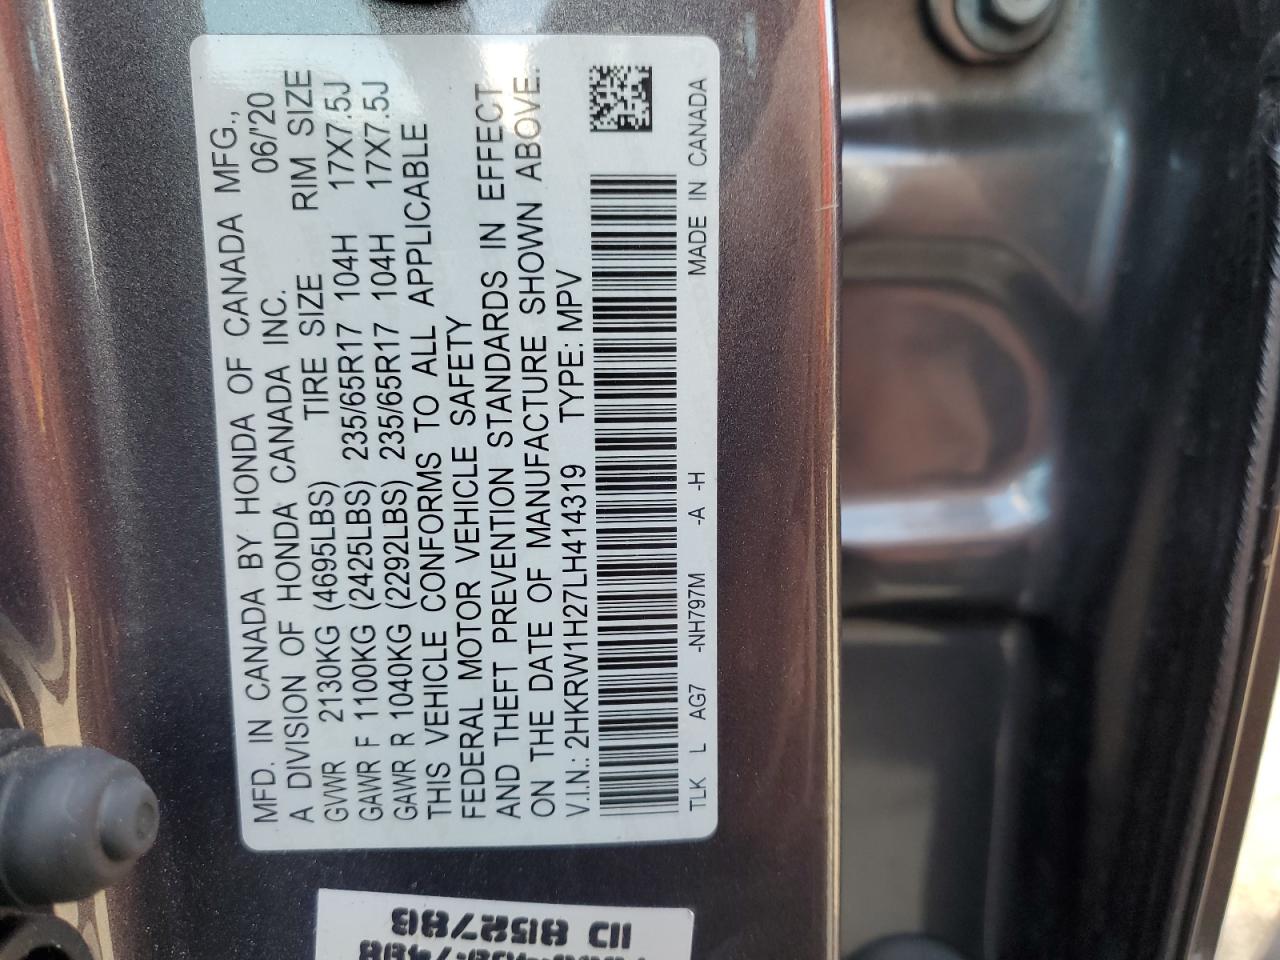 MFD. IN CANADA BY HONDA OF CANADA MFG.,
A DIVISION OF HONDA CANADA INC. 06/'20
GVWR 2130KG (4695LBS) TIRE SIZE RIM SIZE
GAWR F 1100KG (2425LBS) 235/65R17 104H 17X7.5J
GAWR R 1040KG (2292LBS) 235/65R17 104H 17X7.5J
THIS VEHICLE CONFORMS TO ALL APPLICABLE
FEDERAL MOTOR VEHICLE SAFETY
AND THEFT PREVENTION STANDARDS IN EFFECT
ON THE DATE OF MANUFACTURE SHOWN ABOVE.
V.I.N.: 2HKRW1H27LH414319 TYPE: MPV
TLK L AG7 -NH797M -A -H MADE IN CANADA